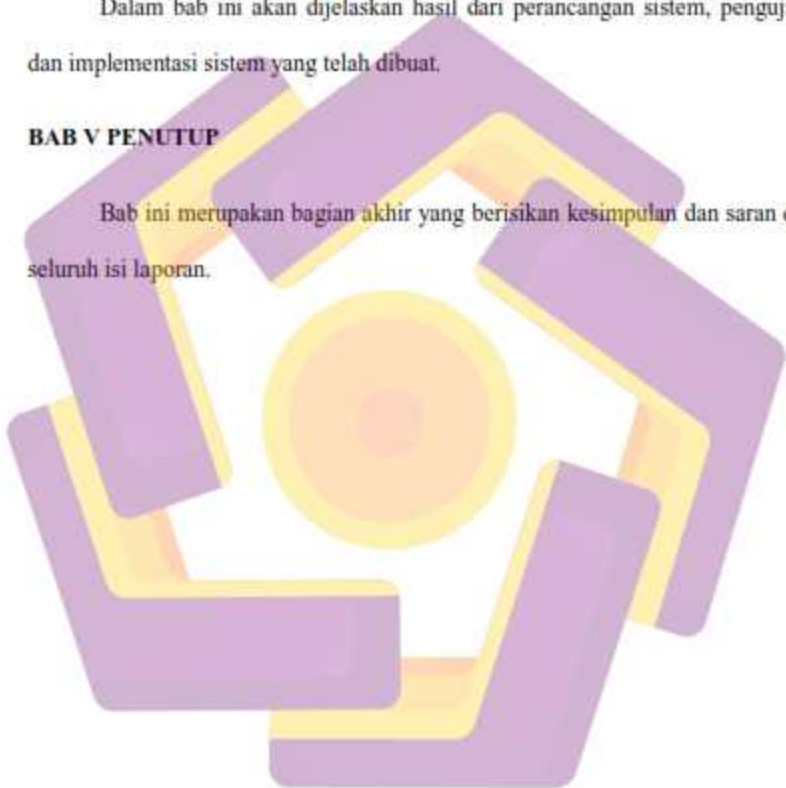 Dalam bab ini akan dijelaskan hasil dari perancangan sistem,
dan implementasi sistem yang telah dibuat.
BAB V PENUTUP
Bab ini merupakan bagian akhir yang berisikan kesimpulan dan saran
seluruh isi laporan.